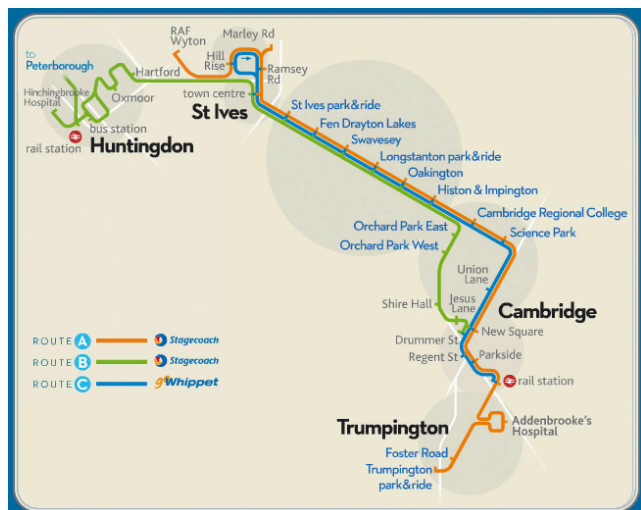 RAF
Wyton
Marley Rd
Hill
Rise
Ramsey
Rd
to
Peterborough
Hartford
Hinchingbrooke
Hospital
Oxmoor
town centre
St Ives
bus station
rail station
Huntingdon
St Ives park&ride
Fen Drayton Lakes
Swavesey
Longstanton park&ride
Oakington
Histon & Impington
Cambridge Regional College
Science Park
Orchard Park East
Orchard Park West
Union
Lane
Shire Hall
Jesus
Lane
Cambridge
New Square
Drummer St
Regent St
Parkside
rail station
ROUTE A Stagecoach
ROUTE B Stagecoach
ROUTE C go Whippet
Addenbrooke's
Hospital
Trumpington
Foster Road
Trumpington
park&ride